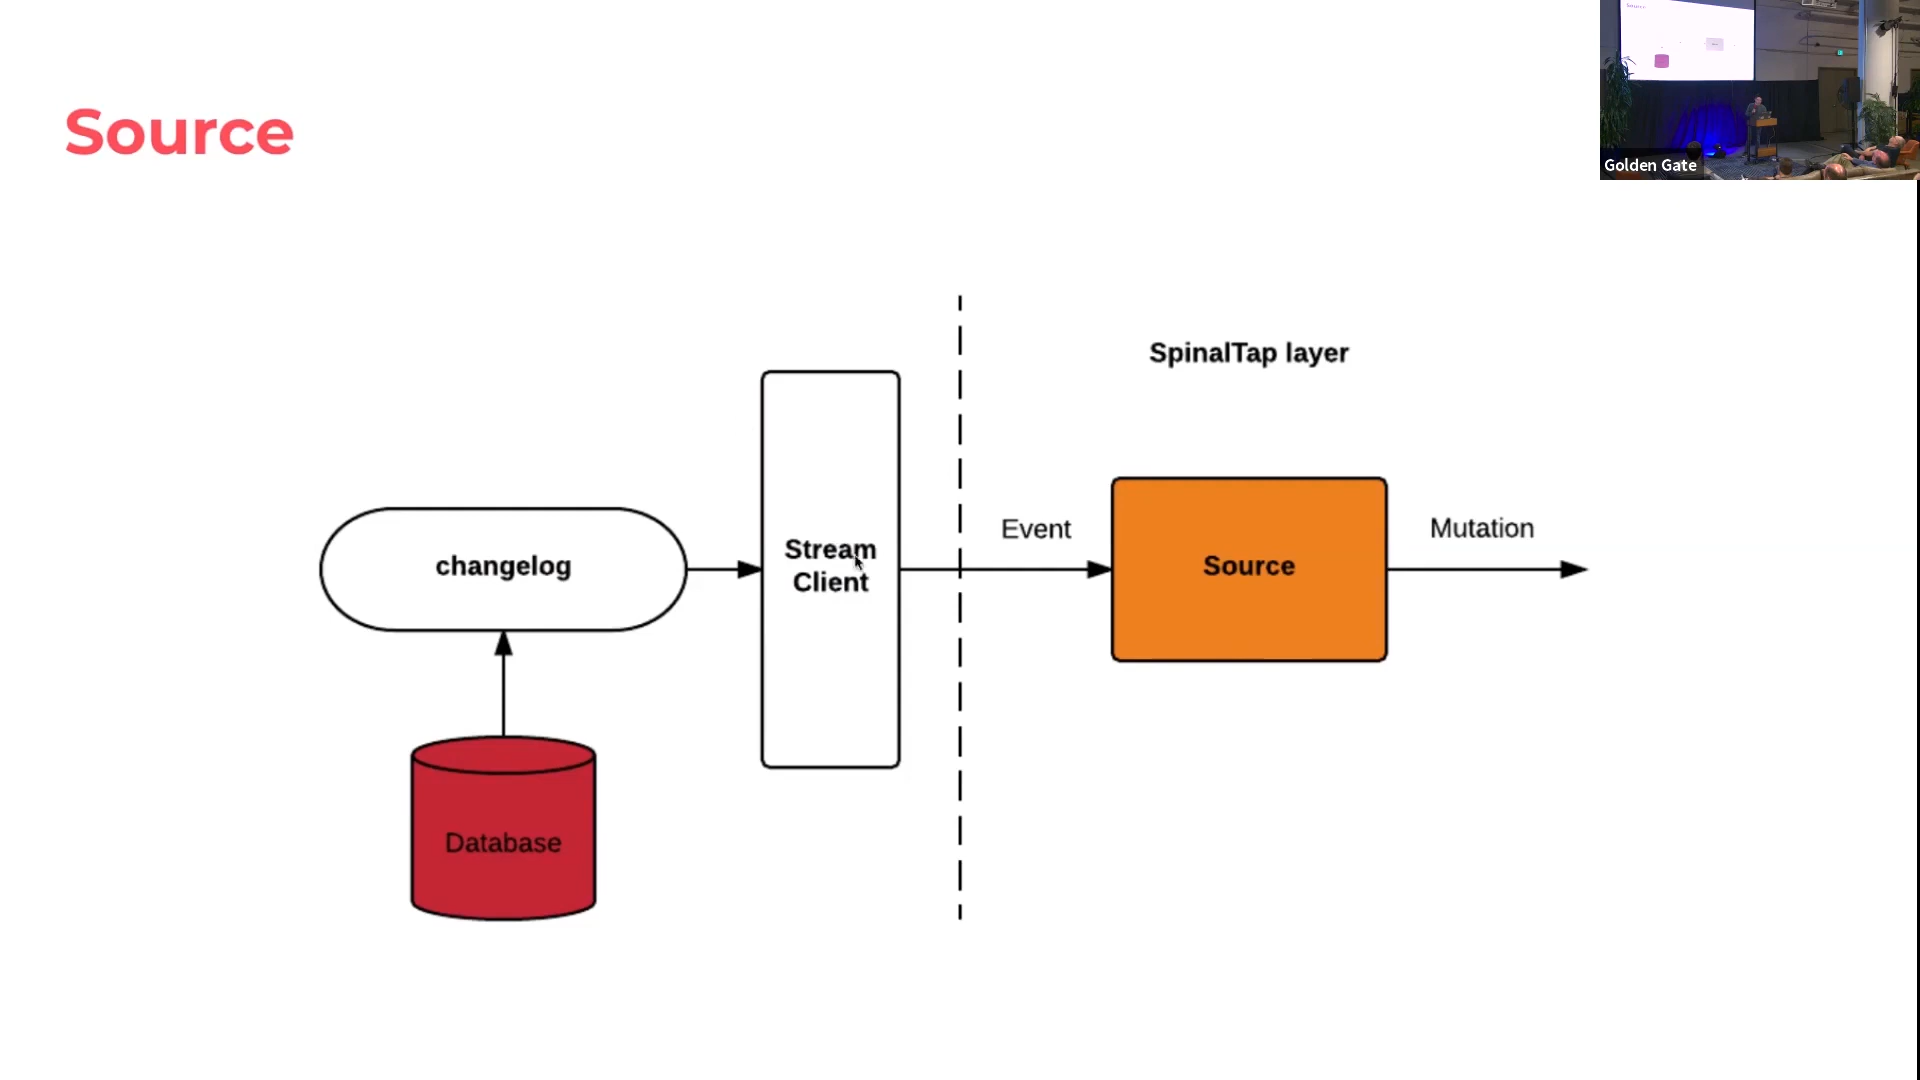 Source
Golden Gate
SpinalTap layer
changelog
Stream
Client
Event
Source
Mutation
Database